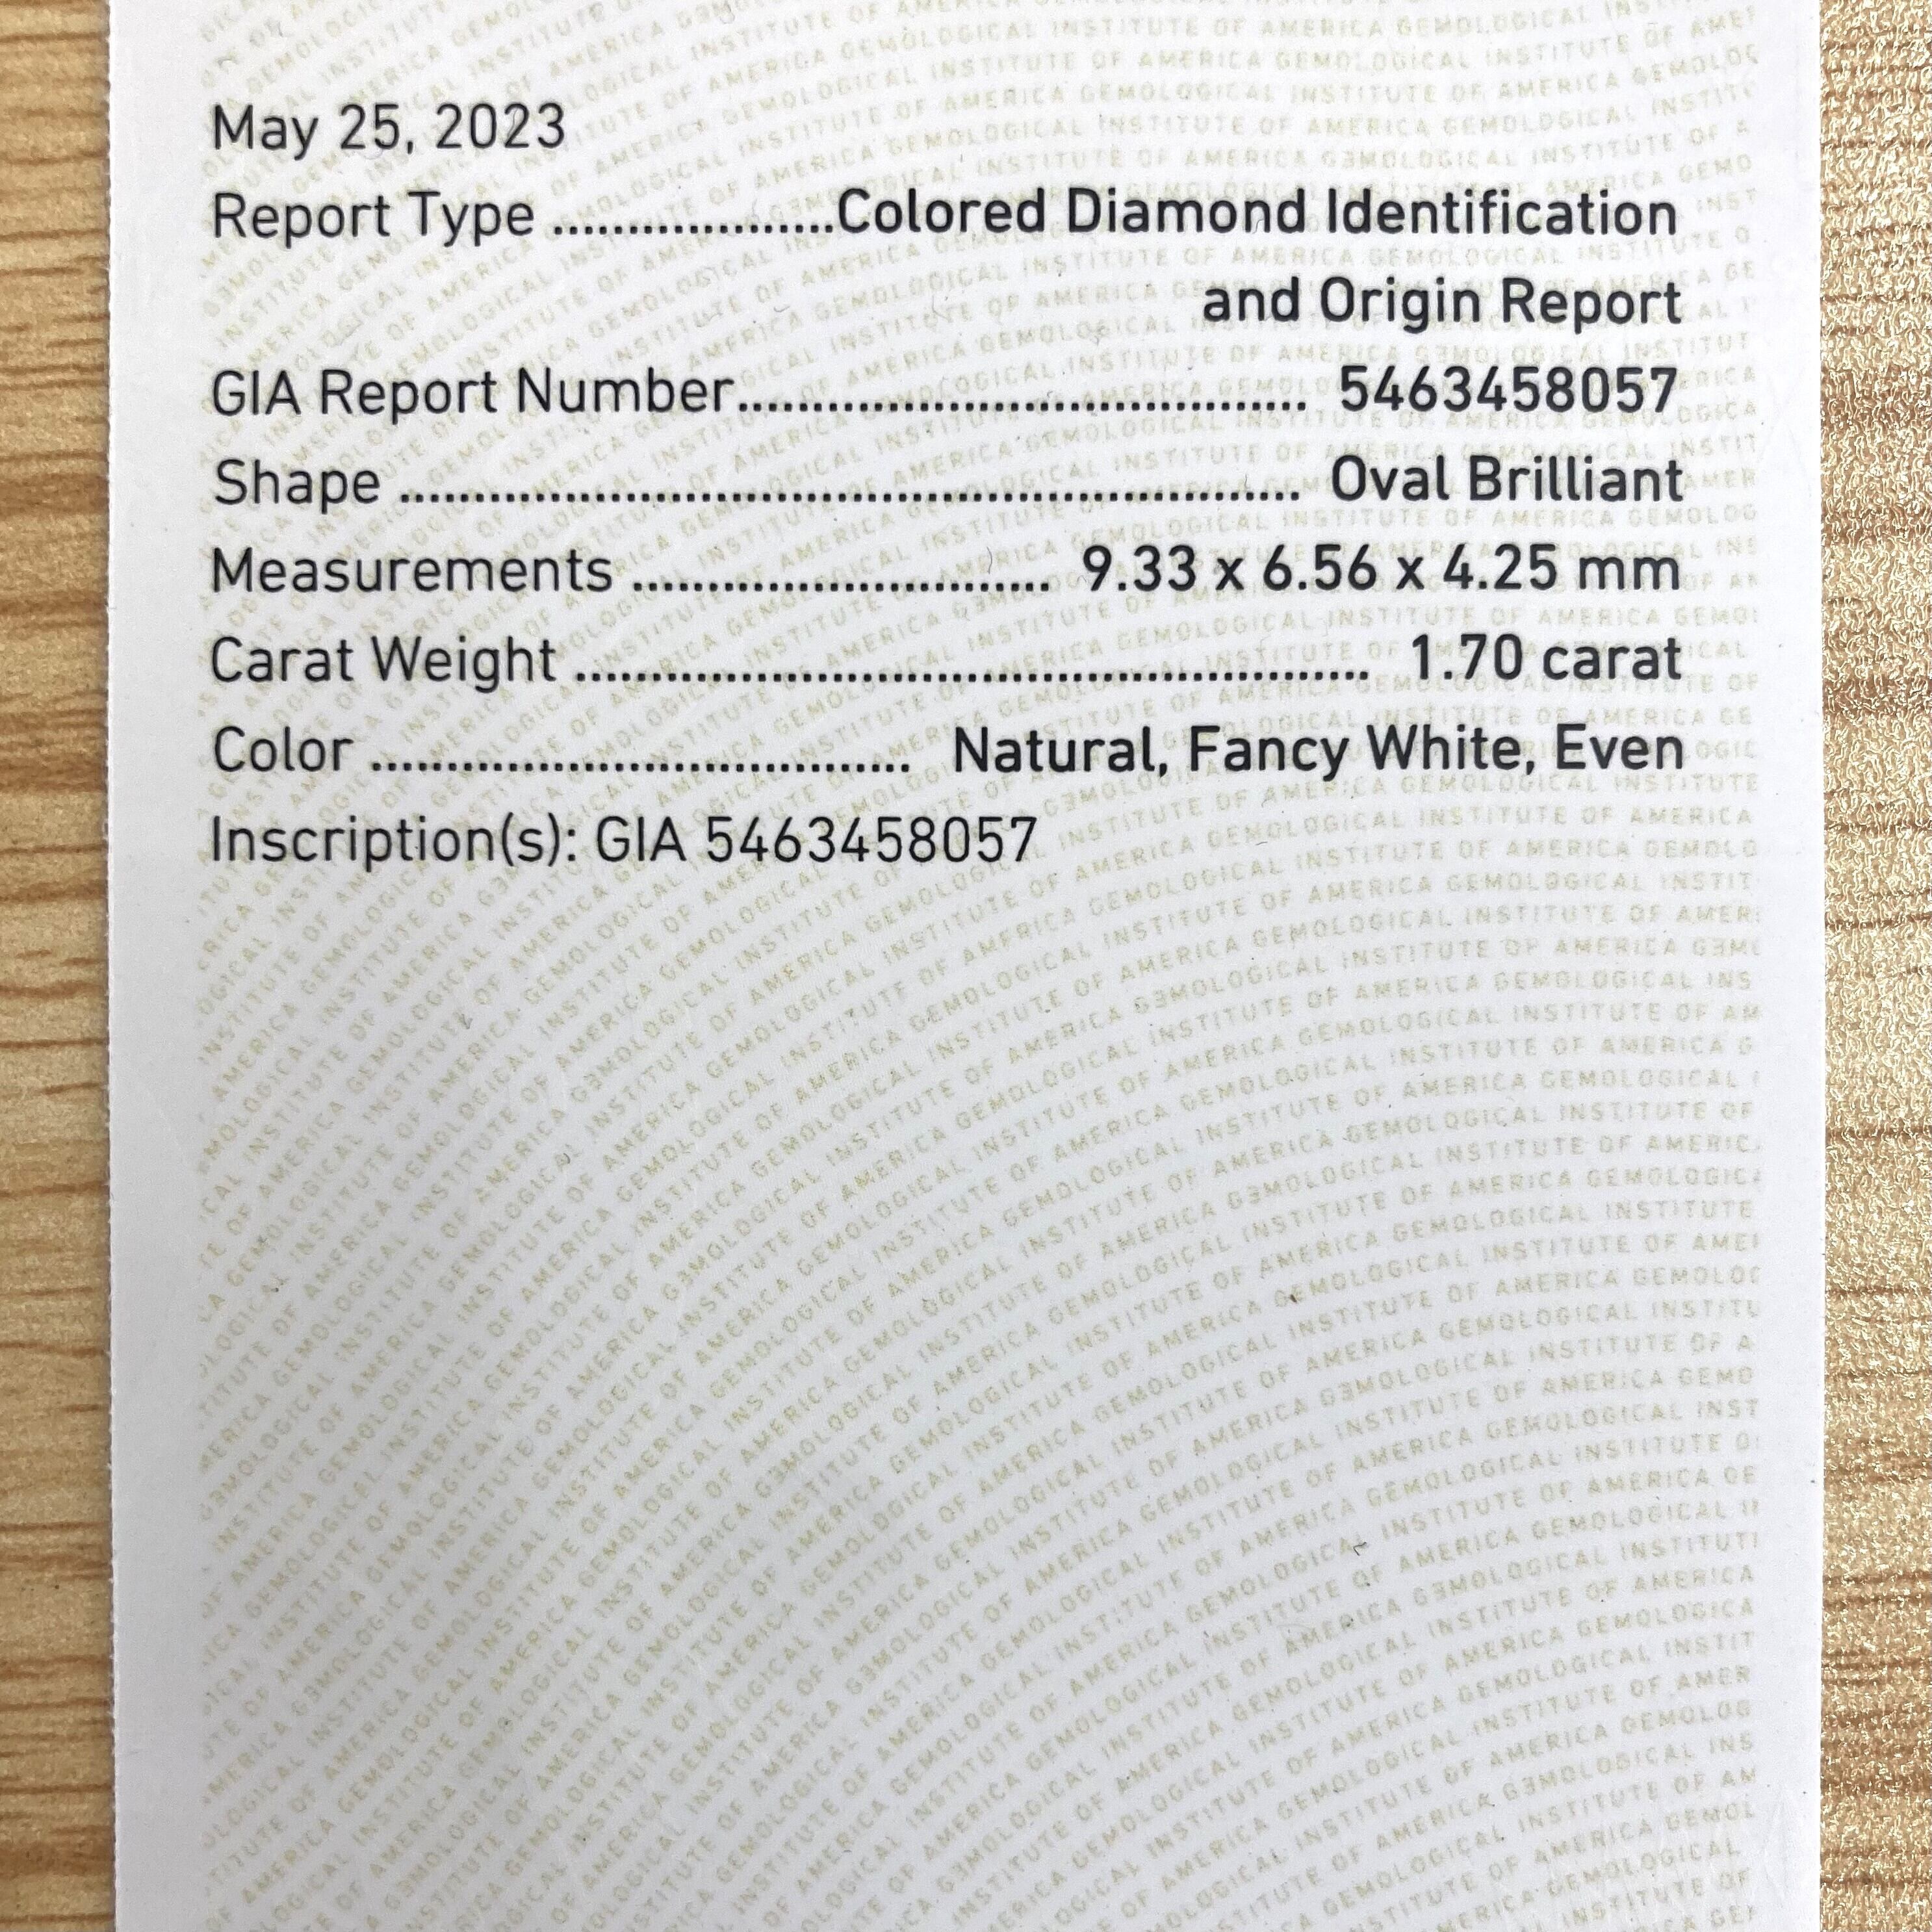 May 25, 2023
Report Type ...................Colored Diamond Identification
and Origin Report
GIA Report Number...................................... 5463458057
Shape ............................................................ Oval Brilliant
Measurements ............................ 9.33 x 6.56 x 4.25 mm
Carat Weight ..................................................... 1.70 carat
Color .................................... Natural, Fancy White, Even
Inscription(s): GIA 5463458057